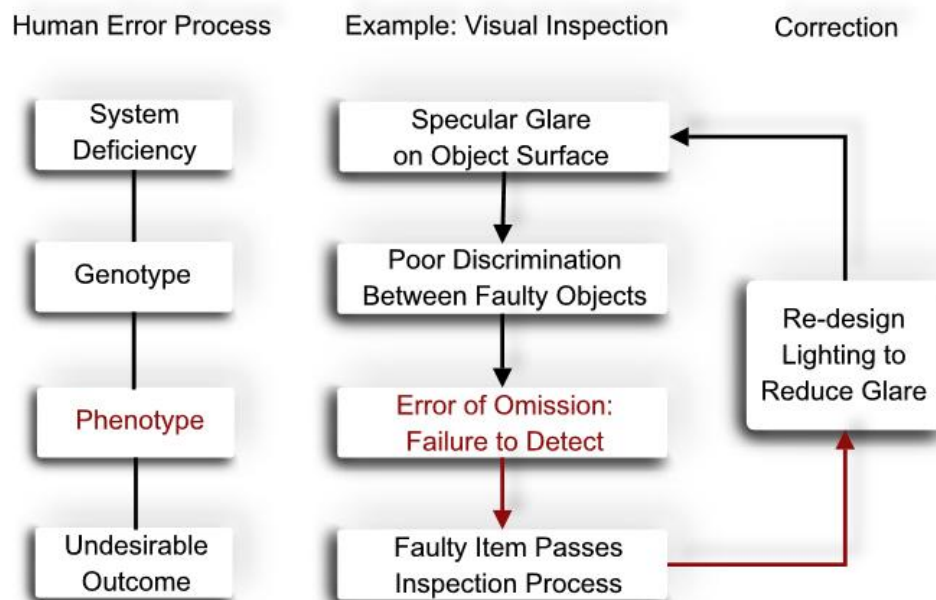 Human Error Process
Example: Visual Inspection
Correction
System
Deficiency
Genotype
Phenotype
Undesirable
Outcome
Specular Glare
on Object Surface
Poor Discrimination
Between Faulty Objects
Error of Omission:
Failure to Detect
Faulty Item Passes
Inspection Process
Re-design
Lighting to
Reduce Glare